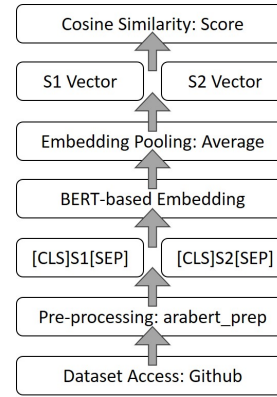 Cosine Similarity: Score
S1 Vector
S2 Vector
Embedding Pooling: Average
BERT-based Embedding
[CLS]S1[SEP]
[CLS]S2[SEP]
Pre-processing: arabert_prep
Dataset Access: Github